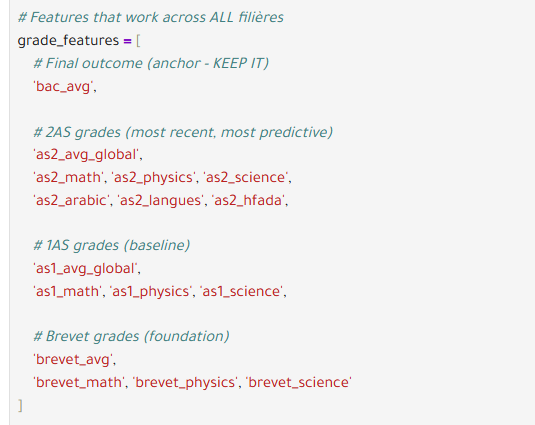 # Features that work across ALL filières
grade_features = [
# Final outcome (anchor - KEEP IT)
'bac_avg',
# 2AS grades (most recent, most predictive)
'as2_avg_global',
'as2_math', 'as2_physics', 'as2_science',
'as2_arabic', 'as2_langues', 'as2_hfada',
# 1AS grades (baseline)
'as1_avg_global',
'as1_math', 'as1_physics', 'as1_science',
# Brevet grades (foundation)
'brevet_avg',
'brevet_math', 'brevet_physics', 'brevet_science'
]